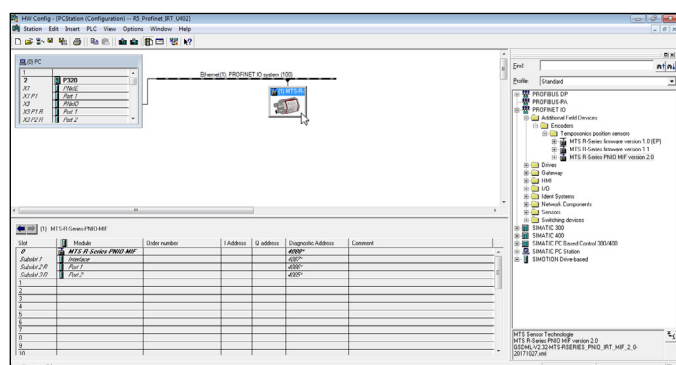 HW Config - [PCStation (Configuration) -- R5_Profinet_IRT_U402]
Station Edit Insert PLC View Options Window Help
(0) PC
1
2 P320
X1 PNxIE
X1 P1 Port 1
X3 PNxIO
X3 P1 R Port 1
X3 P2 R Port 2
Ethernet(1): PROFINET IO system (100)
(1) MTS-R-S
Find:
Profile: Standard
PROFIBUS DP
PROFIBUS-PA
PROFINET IO
Additional Field Devices
Encoders
Temposonics position sensors
MTS R-Series firmware version 1.0 (EP)
MTS R-Series firmware version 1.1
MTS R-Series PNIO MIF version 2.0
Drives
Gateway
HMI
I/O
Ident Systems
Network Components
Sensors
Switching devices
SIMATIC 300
SIMATIC 400
SIMATIC PC Based Control 300/400
SIMATIC PC Station
SIMOTION Drive-based
(1) MTS-R-Series-PNIO-MIF
Slot Module Order number I Address Q address Diagnostic Address Comment
0 MTS-R-Series-PNIO-MIF 4088*
Subslot 1 Interface 4087*
Subslot 2 R Port 1 4086*
Subslot 3 R Port 2 4085*
1
2
3
4
5
6
7
8
9
10
MTS Sensor Technologie
MTS R-Series PNIO MIF version 2.0
GSDML-V2.32-MTS-RSERIES_PNIO_IRT_MIF_2_0-
20171027.xml